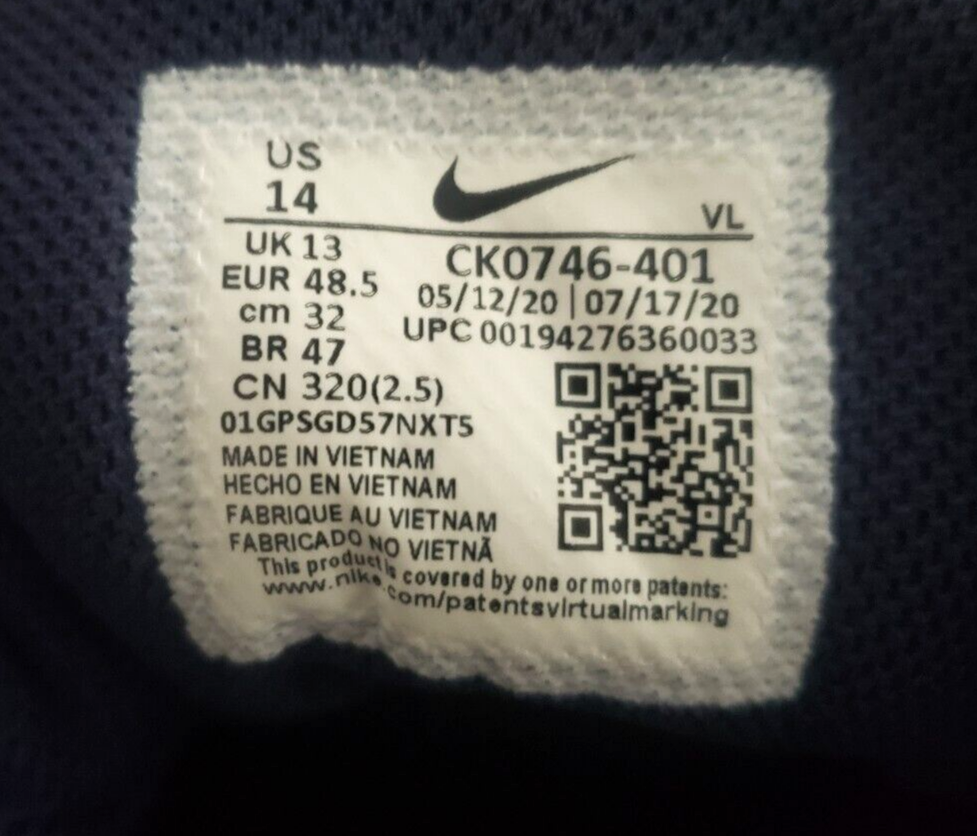 US
14
VL
UK 13
EUR 48.5
cm 32
BR 47
CN 320(2.5)
CK0746-401
05/12/20 | 07/17/20
UPC 00194276360033
01GPSGD57NXT5
MADE IN VIETNAM
HECHO EN VIETNAM
FABRIQUE AU VIETNAM
FABRICADO NO VIETNÃ
This product is covered by one or more patents:
www.nike.com/patentsvirtualmarking